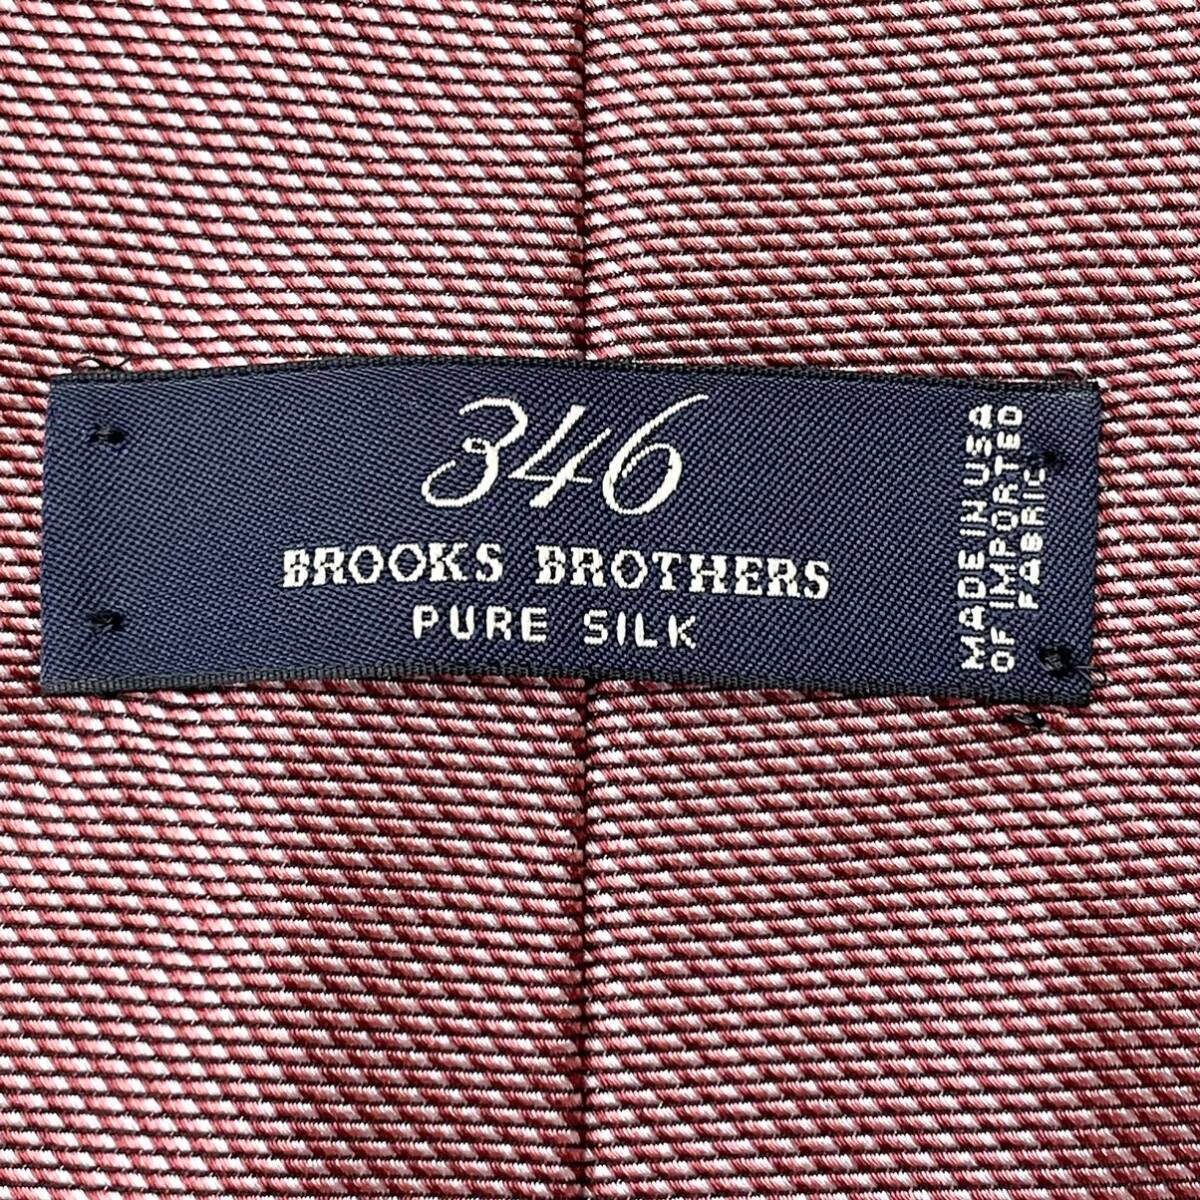 346
BROOKS BROTHERS
PURE SILK
MADE IN USA
OF IMPORTED
FABRIC